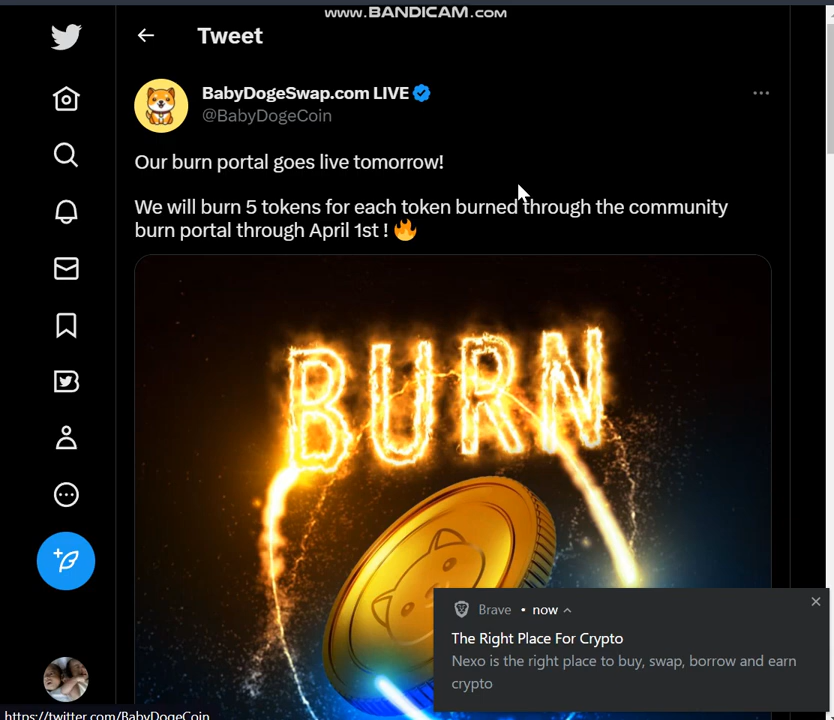 www.BANDICAM.com
Tweet
BabyDogeSwap.com LIVE
@BabyDogeCoin
Our burn portal goes live tomorrow!
We will burn 5 tokens for each token burned through the community
burn portal through April 1st ! 🔥
BURN
Brave • now
The Right Place For Crypto
Nexo is the right place to buy, swap, borrow and earn
crypto
https://twitter.com/BabyDogeCoin